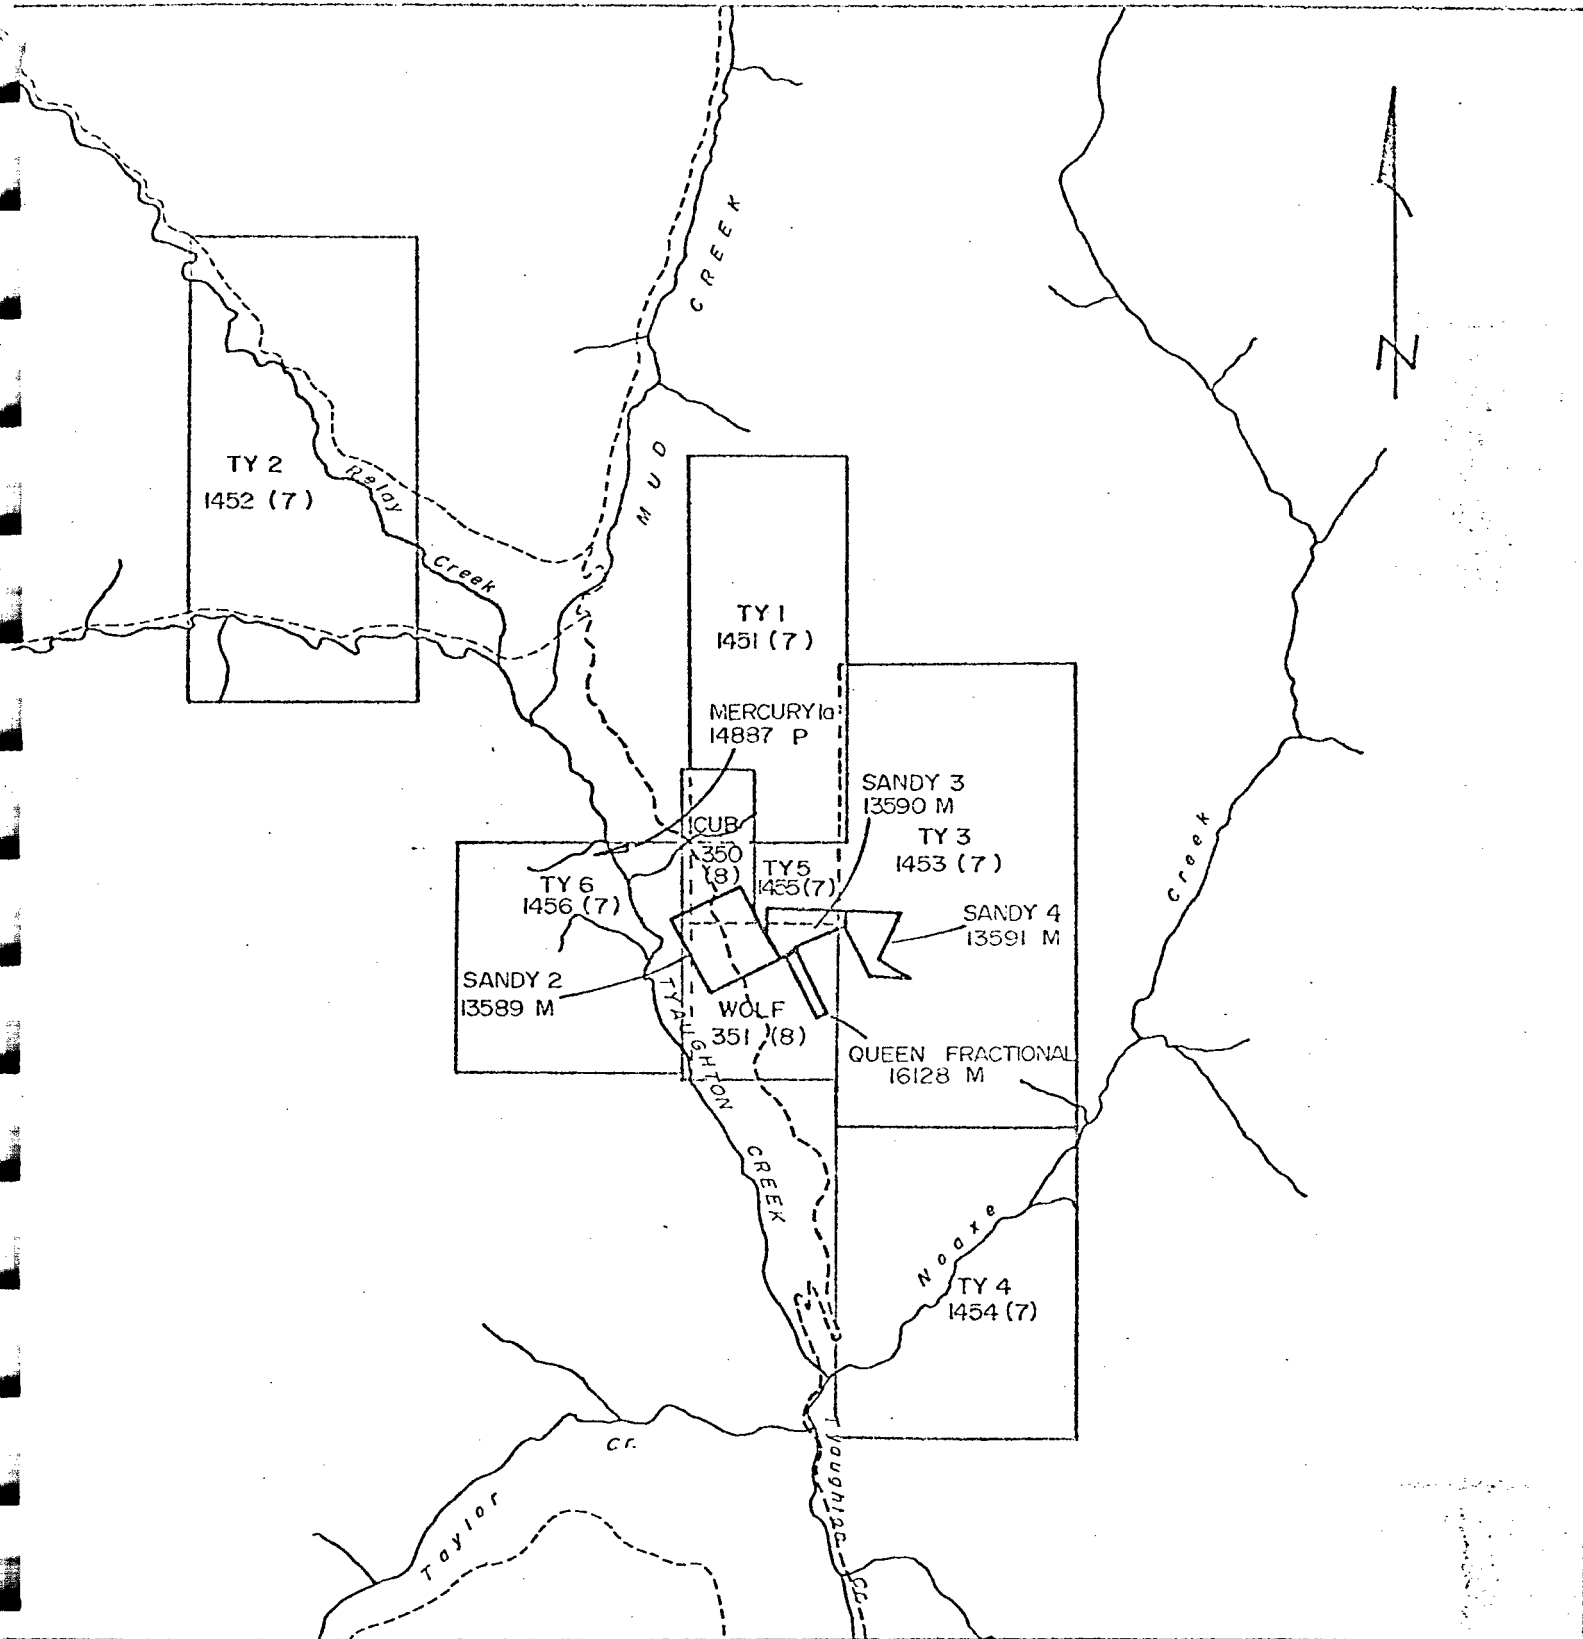 MUD CREEK
N
TY 2
1452 (7)
Relay Creek
TY 1
1451 (7)
MERCURY 1a
14887 P
SANDY 3
13590 M
CUB
350
(8)
TY 3
1453 (7)
TY 5
1455 (7)
TY 6
1456 (7)
SANDY 4
13591 M
SANDY 2
13589 M
WOLF
351 (8)
QUEEN FRACTIONAL
16128 M
TYAUGHTON CREEK
Noaxe Creek
TY 4
1454 (7)
Taylor Cr.
Cr.